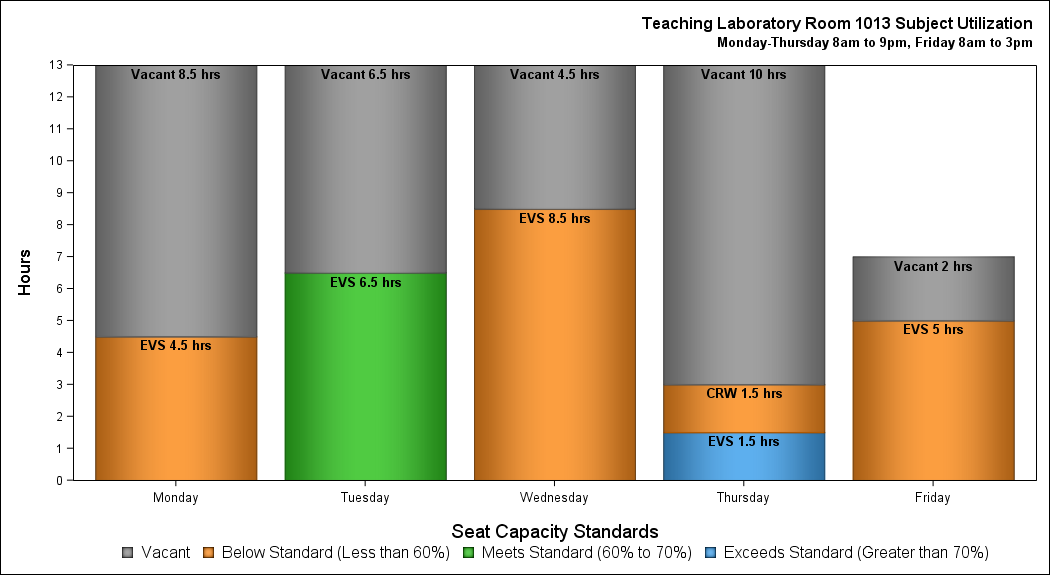 Teaching Laboratory Room 1013 Subject Utilization
Monday-Thursday 8am to 9pm, Friday 8am to 3pm
Hours
13
12
11
10
9
8
7
6
5
4
3
2
1
0
Vacant 8.5 hrs
EVS 4.5 hrs
Vacant 6.5 hrs
EVS 6.5 hrs
Vacant 4.5 hrs
EVS 8.5 hrs
Vacant 10 hrs
CRW 1.5 hrs
EVS 1.5 hrs
Vacant 2 hrs
EVS 5 hrs
Monday Tuesday Wednesday Thursday Friday
Seat Capacity Standards
Vacant Below Standard (Less than 60%) Meets Standard (60% to 70%) Exceeds Standard (Greater than 70%)